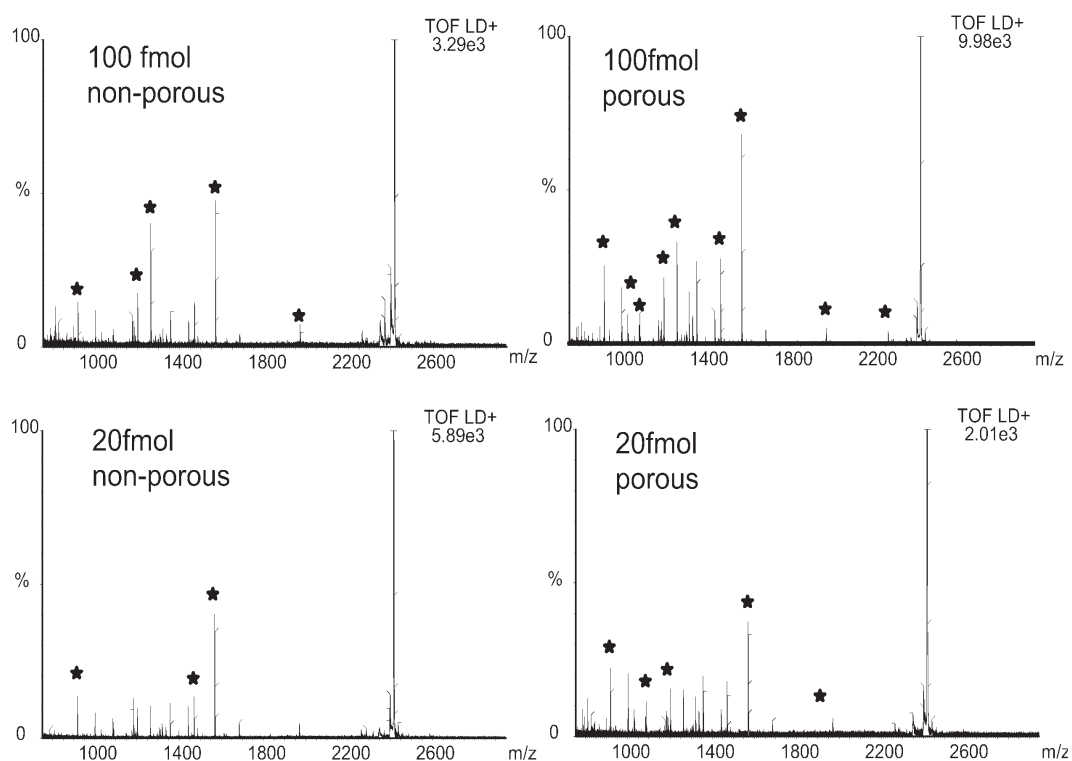 100
TOF LD+
3.29e3
100 fmol
non-porous
%
0
1000 1400 1800 2200 2600 m/z
100
TOF LD+
9.98e3
100fmol
porous
%
0
1000 1400 1800 2200 2600 m/z
100
TOF LD+
5.89e3
20fmol
non-porous
%
0
1000 1400 1800 2200 2600 m/z
100
TOF LD+
2.01e3
20fmol
porous
%
0
1000 1400 1800 2200 2600 m/z